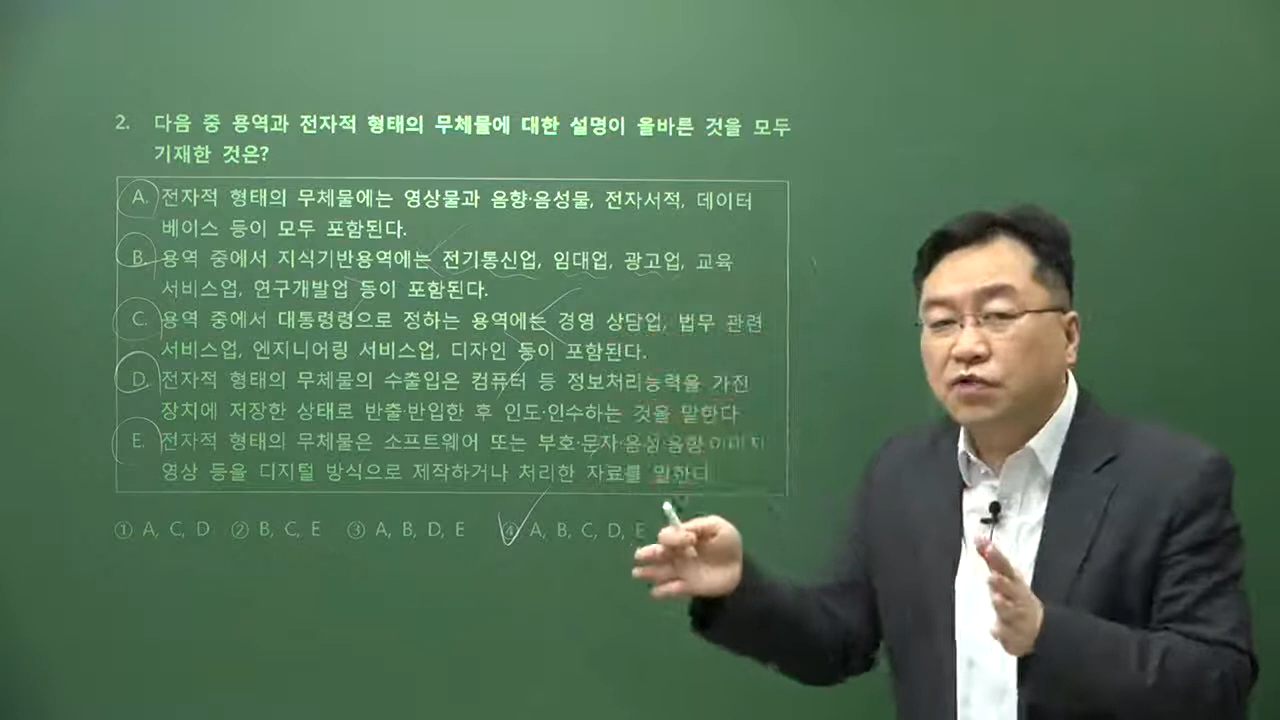 2. 다음 중 용역과 전자적 형태의 무체물에 대한 설명이 올바른 것을 모두
기재한 것은?
A. 전자적 형태의 무체물에는 영상물과 음향·음성물, 전자서적, 데이터
베이스 등이 모두 포함된다.
B. 용역 중에서 지식기반용역에는 전기통신업, 임대업, 광고업, 교육
서비스업, 연구개발업 등이 포함된다.
C. 용역 중에서 대통령령으로 정하는 용역에는 경영 상담업, 법무 관련
서비스업, 엔지니어링 서비스업, 디자인 등이 포함된다.
D. 전자적 형태의 무체물의 수출입은 컴퓨터 등 정보처리능력을 가진
장치에 저장한 상태로 반출·반입한 후 인도·인수하는 것을 말한다
E. 전자적 형태의 무체물은 소프트웨어 또는 부호·문자·음성·음향·이미지·
영상 등을 디지털 방식으로 제작하거나 처리한 자료를 말한다
① A, C, D ② B, C, E ③ A, B, D, E ④ A, B, C, D, E